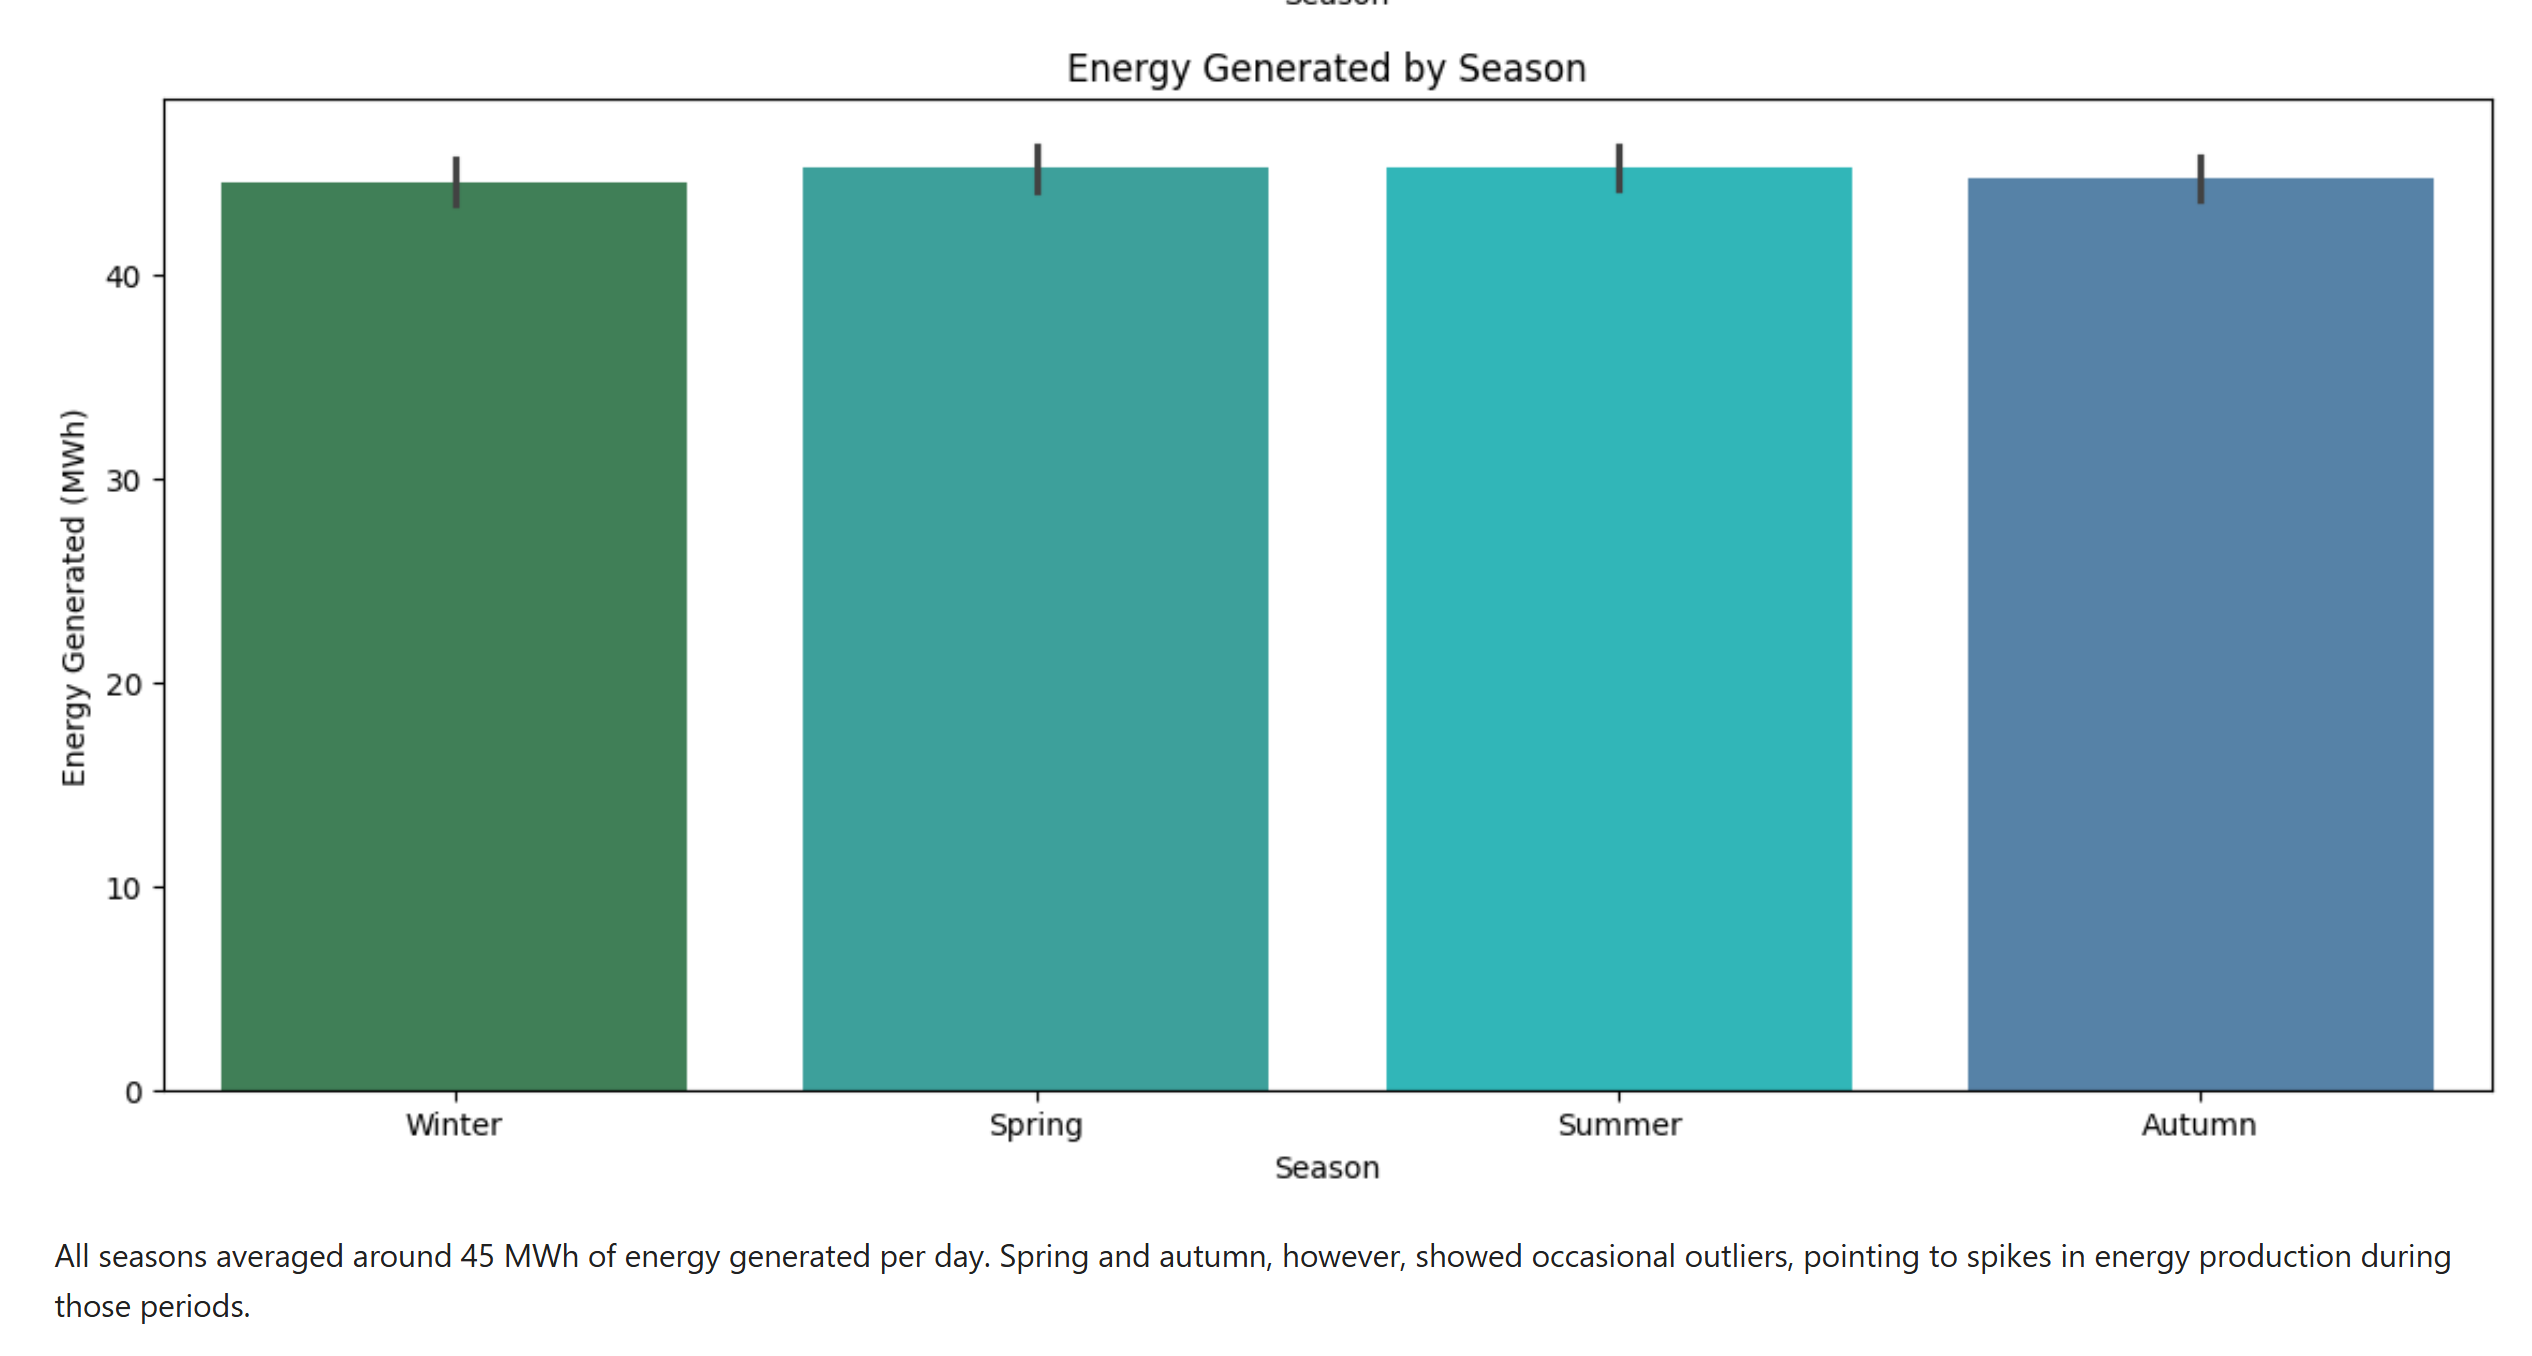 Season
Energy Generated by Season
Energy Generated (MWh)
40
30
20
10
0
Winter Spring Summer Autumn
Season
All seasons averaged around 45 MWh of energy generated per day. Spring and autumn, however, showed occasional outliers, pointing to spikes in energy production during
those periods.